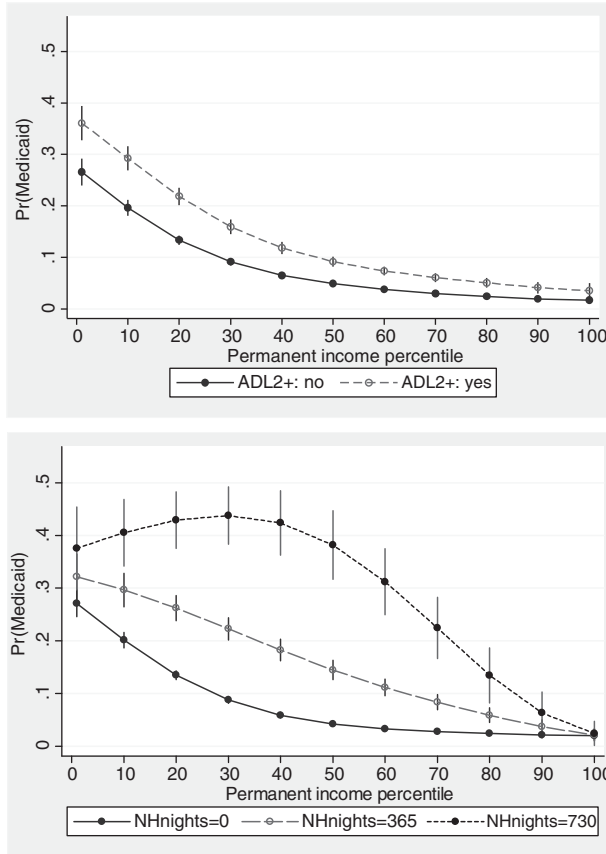 Pr(Medicaid)
.5
.4
.3
.2
.1
0
0 10 20 30 40 50 60 70 80 90 100
Permanent income percentile
ADL2+: no ADL2+: yes
Pr(Medicaid)
.5
.4
.3
.2
.1
0
0 10 20 30 40 50 60 70 80 90 100
Permanent income percentile
NHnights=0 NHnights=365 NHnights=730